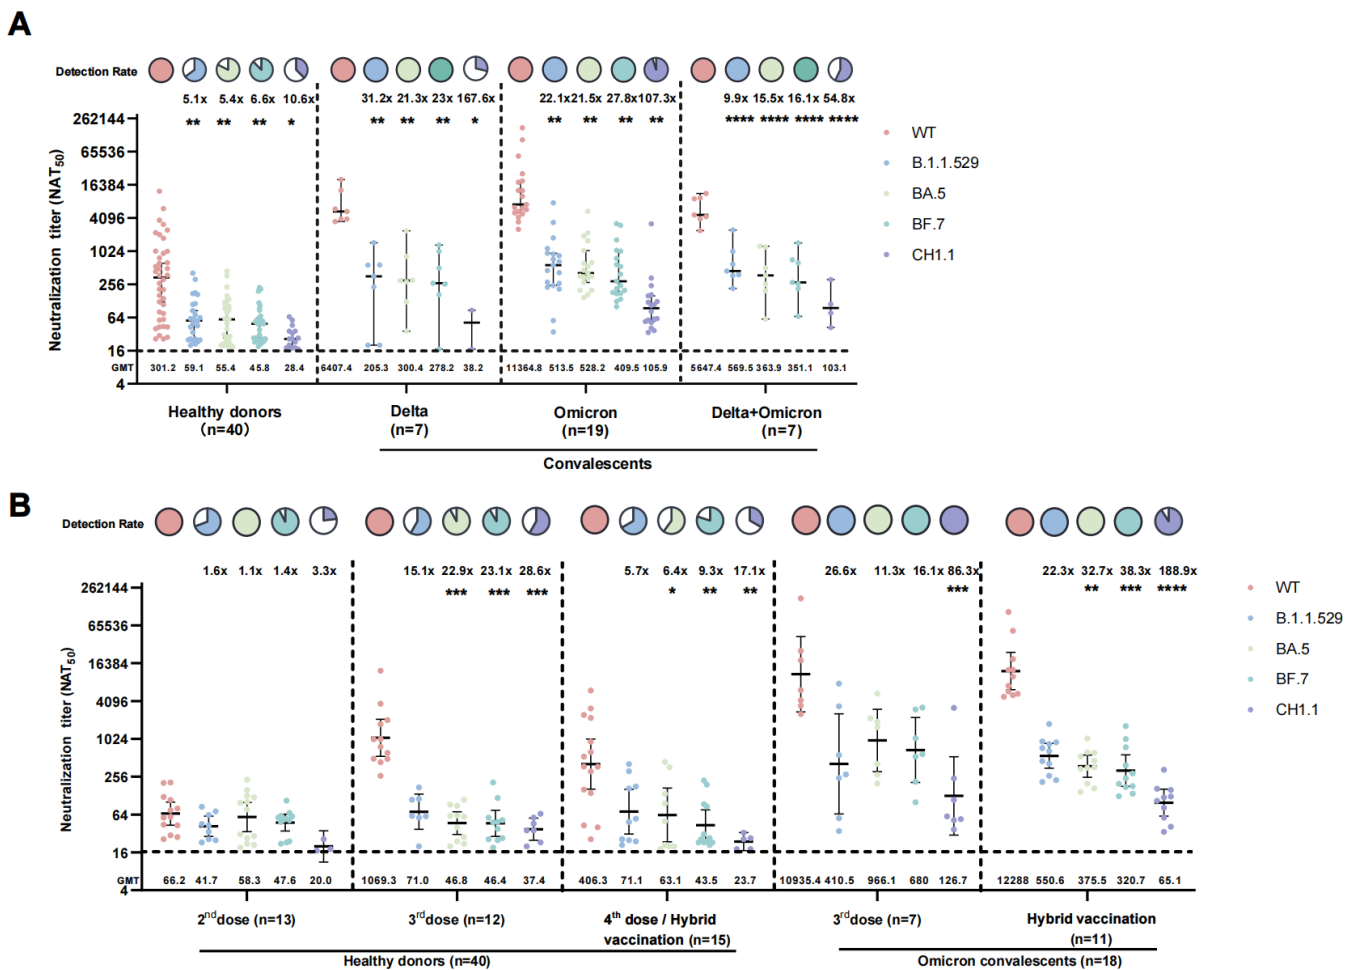 A
Detection Rate
5.1x 5.4x 6.6x 10.6x 31.2x 21.3x 23x 167.6x 22.1x 21.5x 27.8x 107.3x 9.9x 15.5x 16.1x 54.8x
** ** ** * ** ** ** * ** ** ** ** **** **** **** ****
262144
65536
16384
4096
1024
256
64
16
4
Neutralization titer (NAT50)
WT
B.1.1.529
BA.5
BF.7
CH1.1
GMT 301.2 59.1 55.4 45.8 28.4 6407.4 205.3 300.4 278.2 38.2 11364.8 513.5 528.2 409.5 105.9 5647.4 569.5 363.9 351.1 103.1
Healthy donors Delta Omicron Delta+Omicron
(n=40) (n=7) (n=19) (n=7)
Convalescents
B
Detection Rate
1.6x 1.1x 1.4x 3.3x 15.1x 22.9x 23.1x 28.6x 5.7x 6.4x 9.3x 17.1x 26.6x 11.3x 16.1x 86.3x 22.3x 32.7x 38.3x 188.9x
*** *** *** * ** ** *** ** *** ****
262144
65536
16384
4096
1024
256
64
16
4
Neutralization titer (NAT50)
WT
B.1.1.529
BA.5
BF.7
CH1.1
GMT 66.2 41.7 58.3 47.6 20.0 1069.3 71.0 46.8 46.4 37.4 406.3 71.1 63.1 43.5 23.7 10935.4 410.5 966.1 680 126.7 12288 550.6 375.5 320.7 65.1
2nd dose (n=13) 3rd dose (n=12) 4th dose / Hybrid 3rd dose (n=7) Hybrid vaccination
vaccination (n=15) (n=11)
Healthy donors (n=40) Omicron convalescents (n=18)